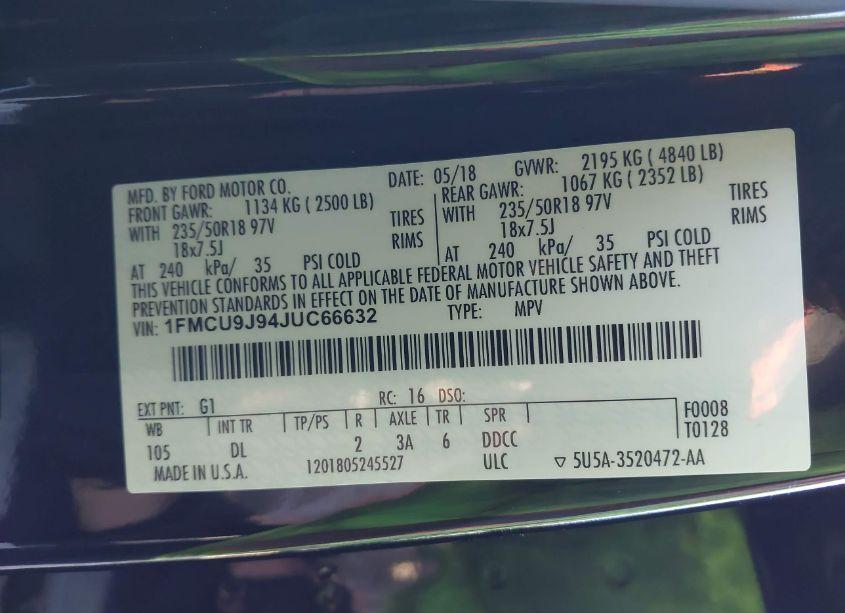 MFD. BY FORD MOTOR CO. DATE: 05/18 GVWR: 2195 KG ( 4840 LB)
FRONT GAWR: 1134 KG ( 2500 LB) REAR GAWR: 1067 KG ( 2352 LB)
WITH 235/50R18 97V TIRES WITH 235/50R18 97V TIRES
18x7.5J RIMS 18x7.5J RIMS
AT 240 kPa/ 35 PSI COLD AT 240 kPa/ 35 PSI COLD
THIS VEHICLE CONFORMS TO ALL APPLICABLE FEDERAL MOTOR VEHICLE SAFETY AND THEFT
PREVENTION STANDARDS IN EFFECT ON THE DATE OF MANUFACTURE SHOWN ABOVE.
VIN: 1FMCU9J94JUC66632 TYPE: MPV
EXT PNT: G1 RC: 16 DSO:
WB INT TR TP/PS R AXLE TR SPR F0008
105 DL 2 3A 6 DDCC T0128
MADE IN U.S.A. 1201805245527 ULC ▽ 5U5A-3520472-AA